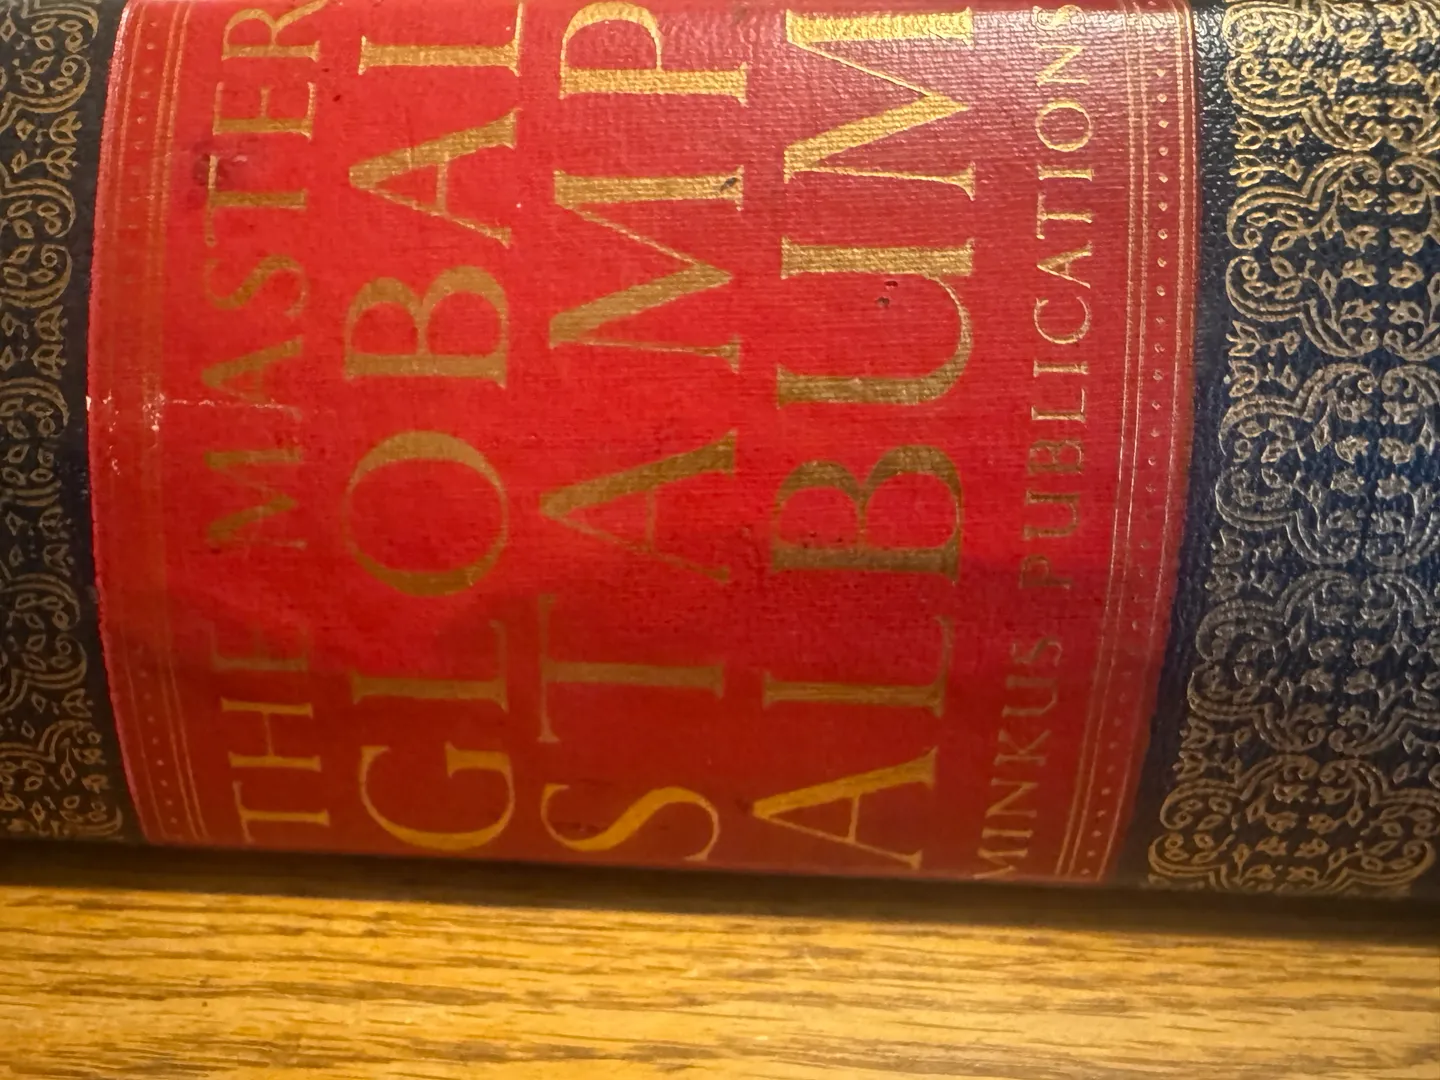 THE MASTER
GLOBAL
STAMP
ALBUM
MINKUS PUBLICATIONS